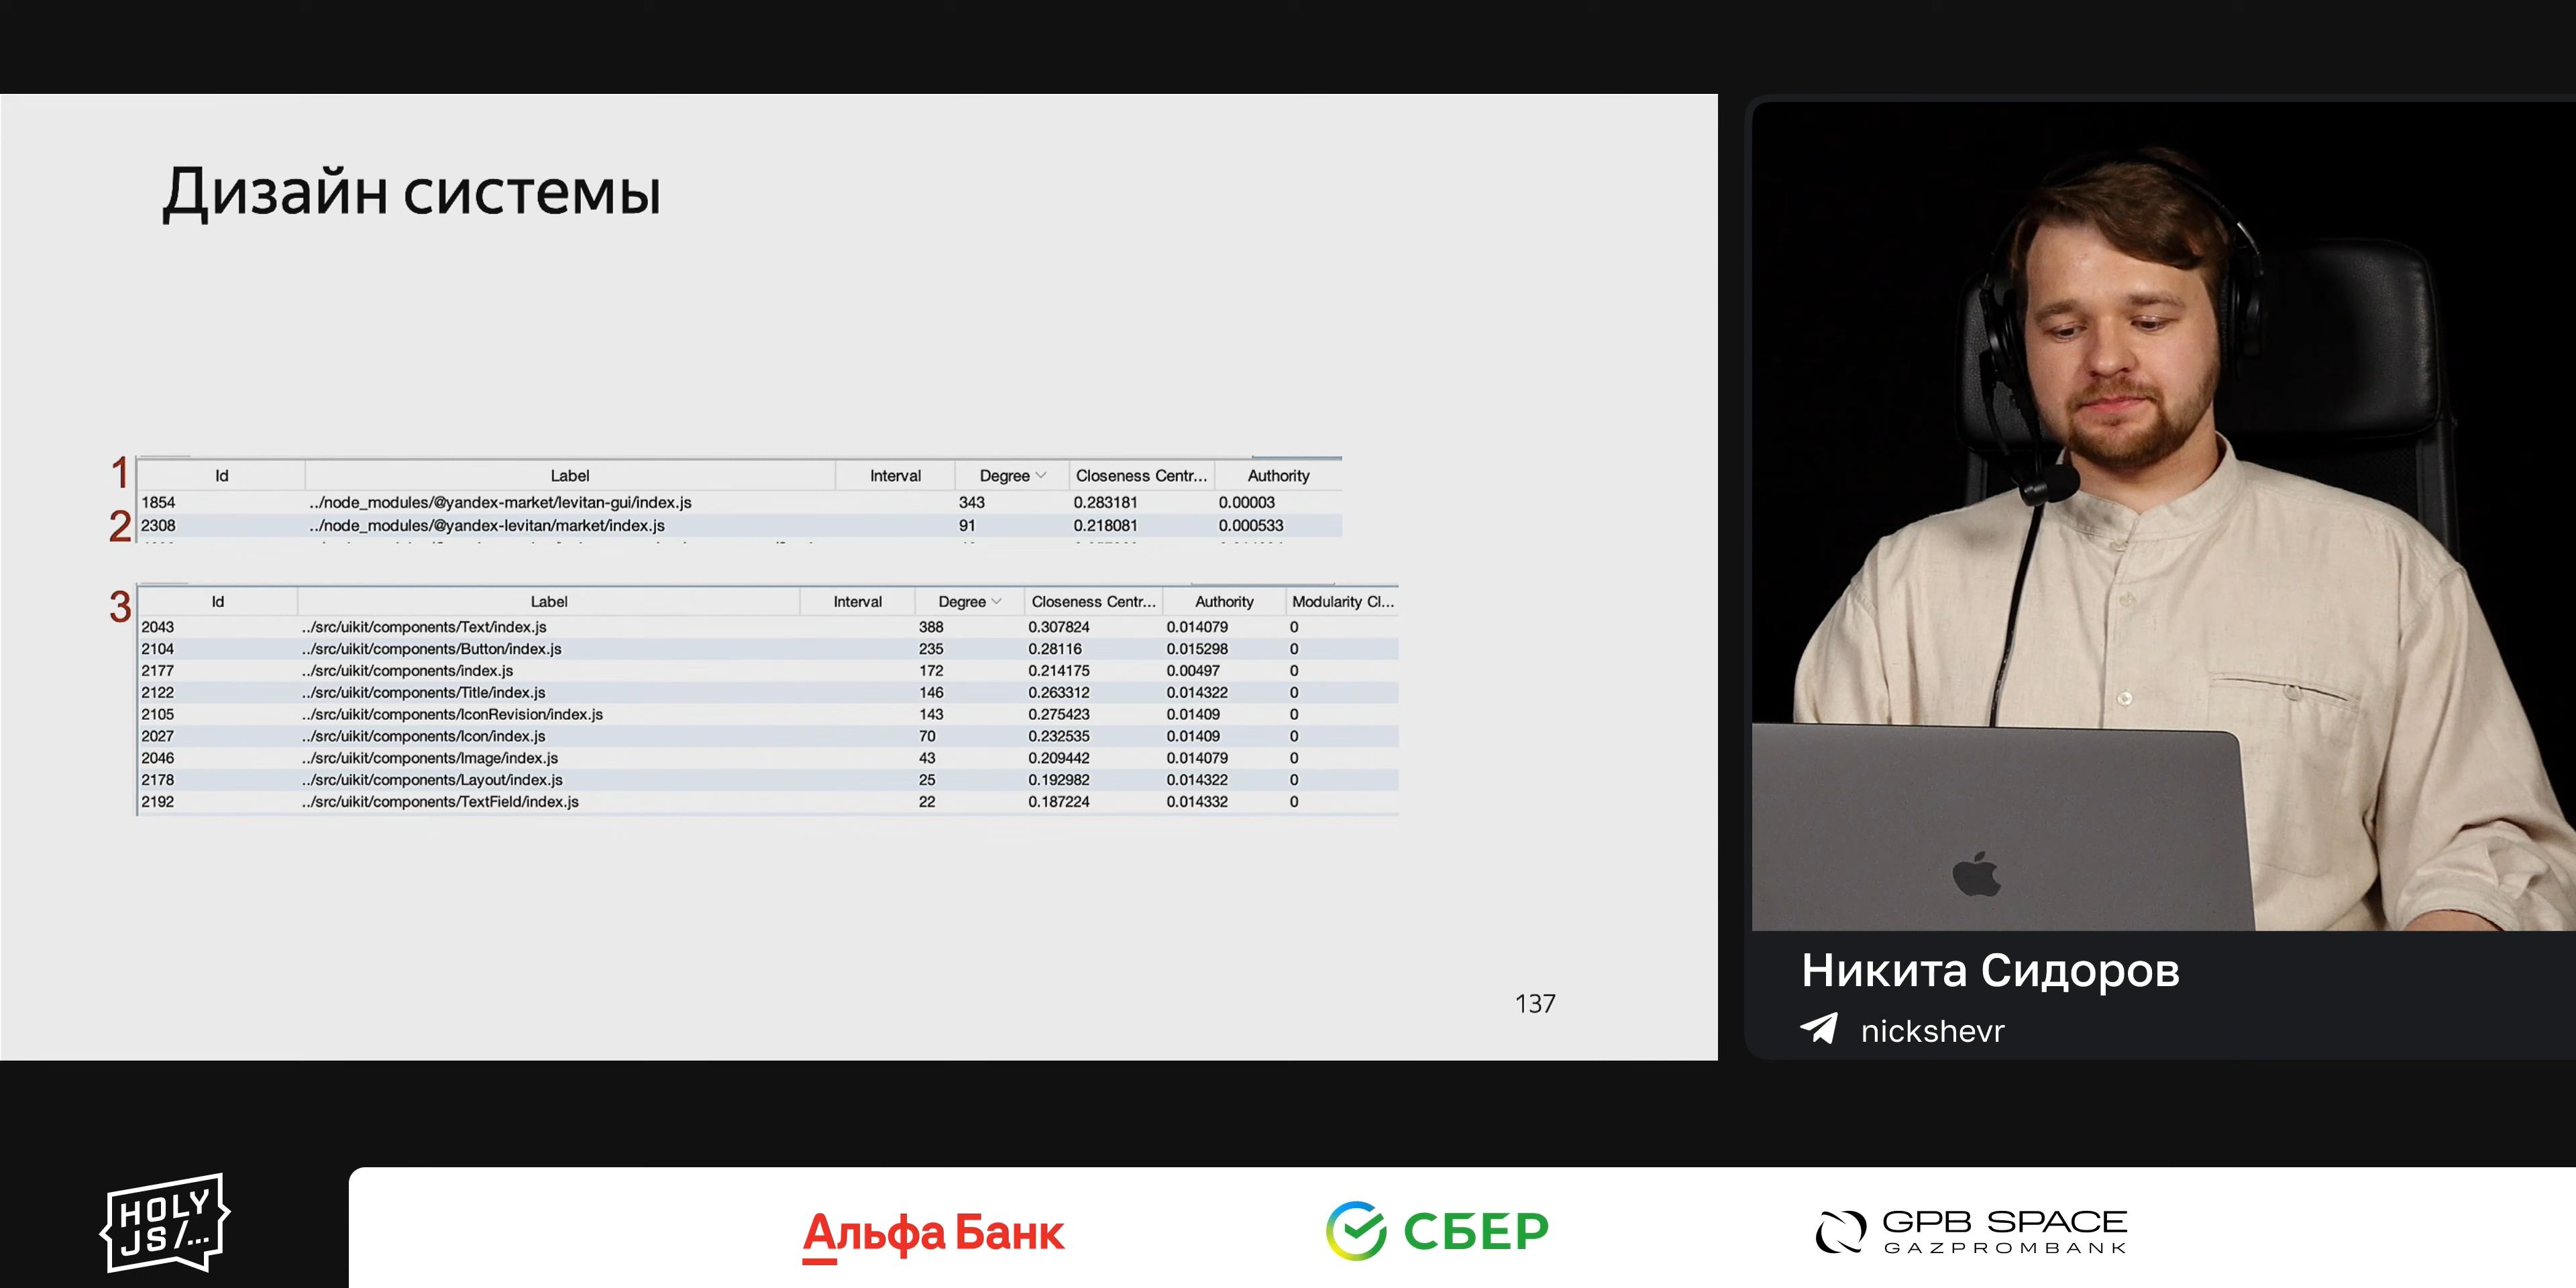 Дизайн системы
1
Id Label Interval Degree Closeness Centr... Authority
1854 ../node_modules/@yandex-market/levitan-gui/index.js 343 0.283181 0.00003
2 2308 ../node_modules/@yandex-levitan/market/index.js 91 0.218081 0.000533
3 Id Label Interval Degree Closeness Centr... Authority Modularity Cl...
2043 ../src/uikit/components/Text/index.js 388 0.307824 0.014079 0
2104 ../src/uikit/components/Button/index.js 235 0.28116 0.015298 0
2177 ../src/uikit/components/index.js 172 0.214175 0.00497 0
2122 ../src/uikit/components/Title/index.js 146 0.263312 0.014322 0
2105 ../src/uikit/components/IconRevision/index.js 143 0.275423 0.01409 0
2027 ../src/uikit/components/Icon/index.js 70 0.232535 0.01409 0
2046 ../src/uikit/components/Image/index.js 43 0.209442 0.014079 0
2178 ../src/uikit/components/Layout/index.js 25 0.192982 0.014322 0
2192 ../src/uikit/components/TextField/index.js 22 0.187224 0.014332 0
137
Никита Сидоров
nickshevr
HOLY
JS/...
Альфа Банк
СБЕР
GPB SPACE
GAZPROMBANK